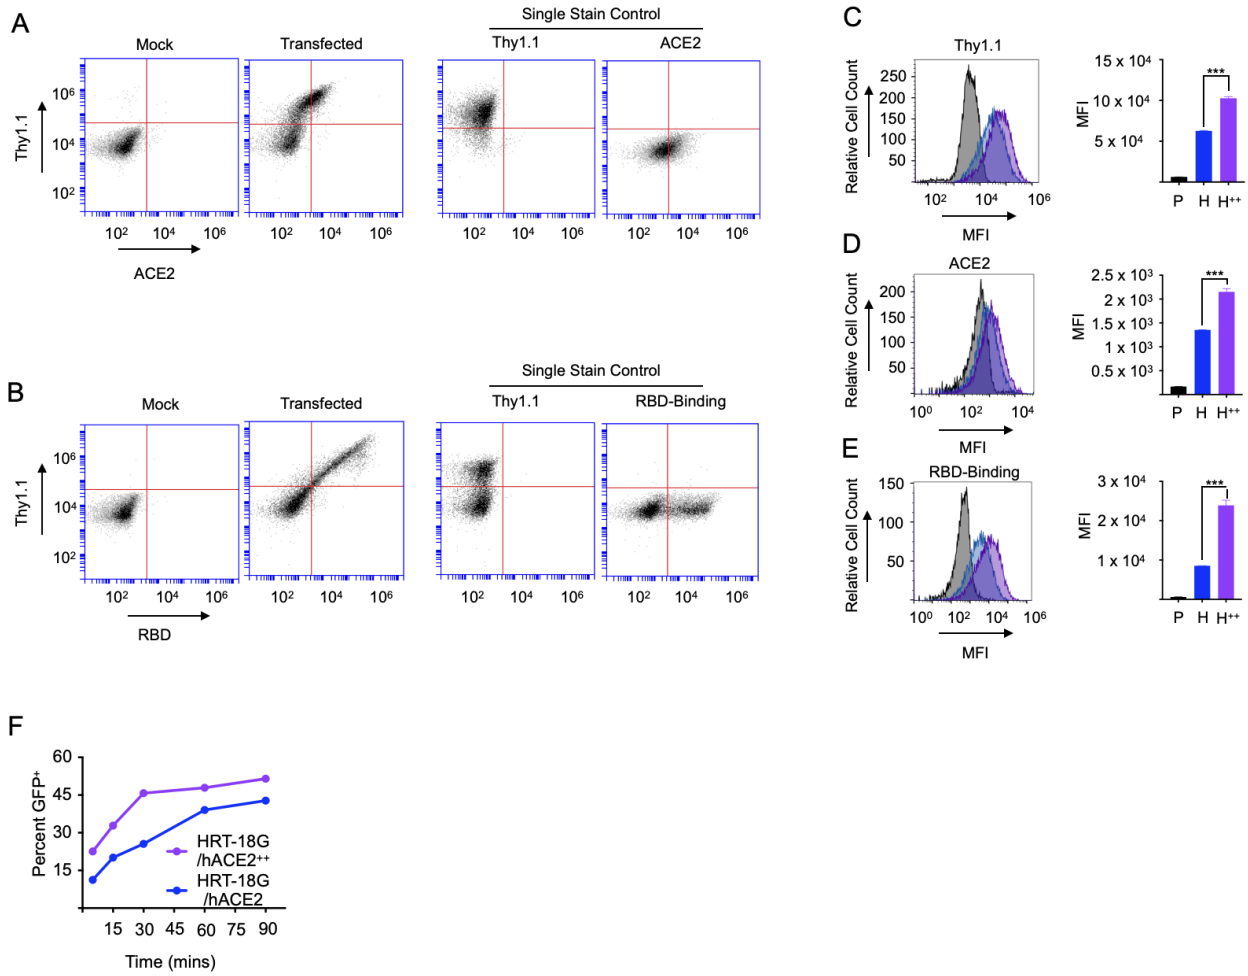 A
Single Stain Control
Mock
Transfected
Thy1.1
ACE2
Thy1.1
10⁶
10⁴
10²
10² 10⁴ 10⁶
10² 10⁴ 10⁶
10² 10⁴ 10⁶
10² 10⁴ 10⁶
ACE2
B
Single Stain Control
Mock
Transfected
Thy1.1
RBD-Binding
Thy1.1
10⁶
10⁴
10²
10² 10⁴ 10⁶
10² 10⁴ 10⁶
10² 10⁴ 10⁶
10² 10⁴ 10⁶
RBD
C
Thy1.1
Relative Cell Count
250
200
150
100
50
10² 10⁴ 10⁶
MFI
MFI
15 x 10⁴
10 x 10⁴
5 x 10⁴
***
P H H⁺⁺
D
ACE2
Relative Cell Count
200
150
100
50
10⁰ 10² 10⁴
MFI
MFI
2.5 x 10³
2 x 10³
1.5 x 10³
1 x 10³
0.5 x 10³
***
P H H⁺⁺
E
RBD-Binding
Relative Cell Count
150
100
50
10⁰ 10² 10⁴ 10⁶
MFI
MFI
3 x 10⁴
2 x 10⁴
1 x 10⁴
***
P H H⁺⁺
F
Percent GFP⁺
60
45
30
15
HRT-18G
/hACE2⁺⁺
HRT-18G
/hACE2
15 30 45 60 75 90
Time (mins)